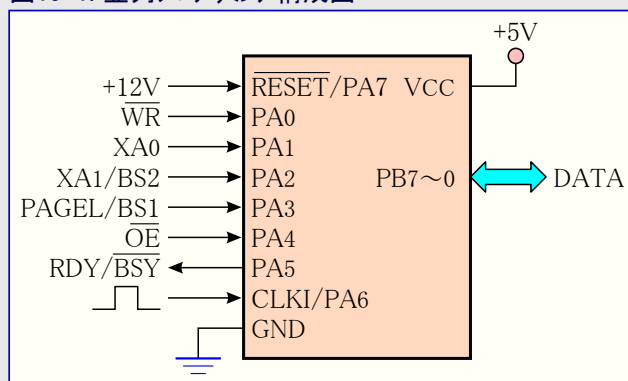 +5V
+12V RESET/PA7 VCC
WR PA0
XA0 PA1
XA1/BS2 PA2 PB7～0 DATA
PAGEL/BS1 PA3
OE PA4
RDY/BSY PA5
CLKI/PA6
GND